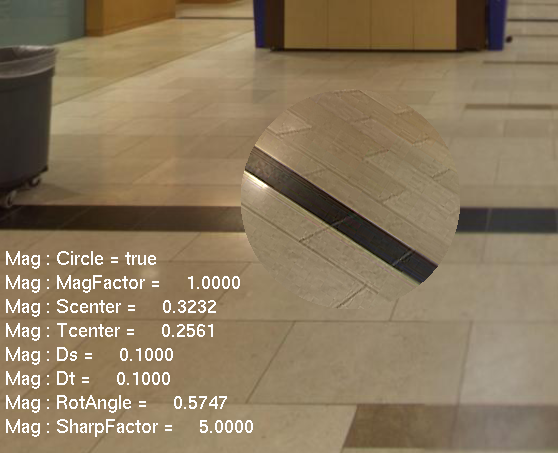 Mag : Circle = true
Mag : MagFactor = 1.0000
Mag : Scenter = 0.3232
Mag : Tcenter = 0.2561
Mag : Ds = 0.1000
Mag : Dt = 0.1000
Mag : RotAngle = 0.5747
Mag : SharpFactor = 5.0000